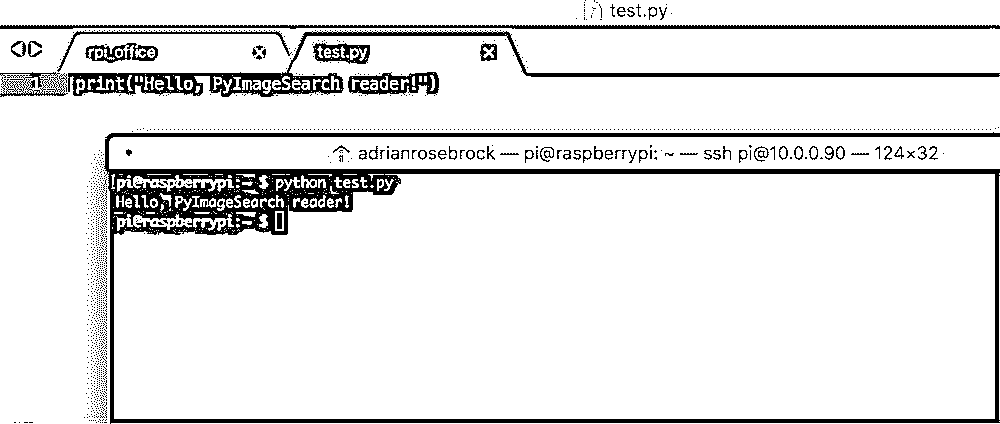 test.py
rpi_office
test.py
1 print("Hello, PyImageSearch reader!")
adrianrosebrock — pi@raspberrypi: ~ — ssh pi@10.0.0.90 — 124×32
pi@raspberrypi:~ $ python test.py
Hello, PyImageSearch reader!
pi@raspberrypi:~ $